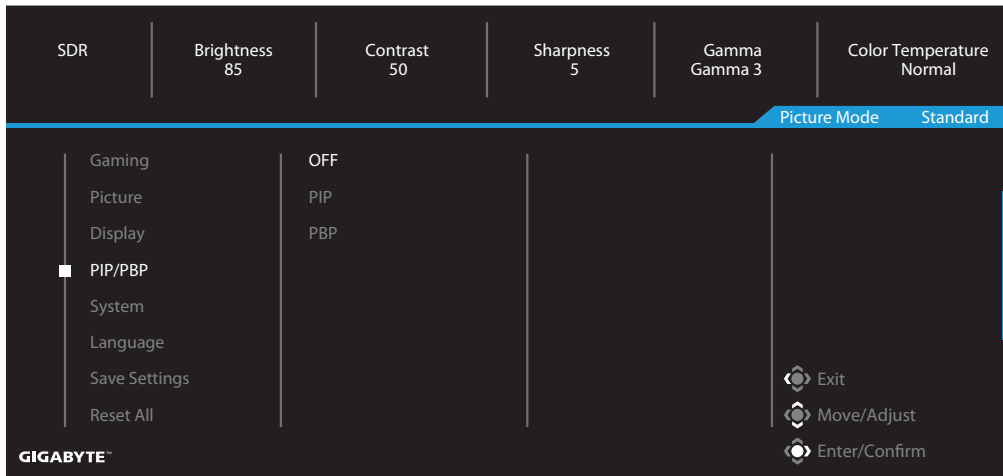 SDR
Brightness
85
Contrast
50
Sharpness
5
Gamma
Gamma 3
Color Temperature
Normal
Picture Mode Standard
Gaming
Picture
Display
PIP/PBP
System
Language
Save Settings
Reset All
OFF
PIP
PBP
Exit
Move/Adjust
Enter/Confirm
GIGABYTE™